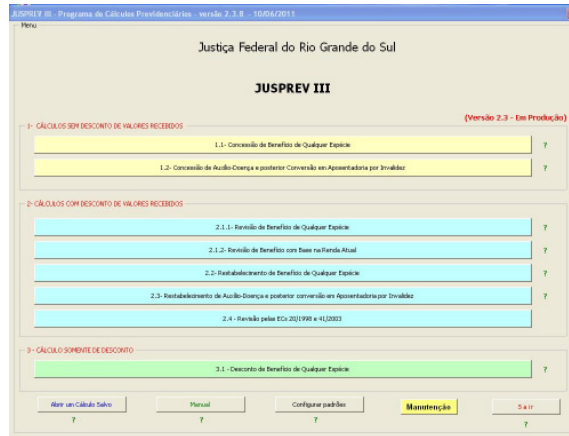 JUSPREV III - Programa de Cálculos Previdenciários - versão 2.3.8 - 10/06/2011
Menu
Justiça Federal do Rio Grande do Sul
JUSPREV III
(Versão 2.3 - Em Produção)
1- CÁLCULOS SEM DESCONTO DE VALORES RECEBIDOS
1.1- Concessão de Benefício de Qualquer Espécie ?
1.2- Concessão de Auxílio-Doença e posterior Conversão em Aposentadoria por Invalidez ?
2- CÁLCULOS COM DESCONTO DE VALORES RECEBIDOS
2.1.1- Revisão de Benefício de Qualquer Espécie ?
2.1.2- Revisão de Benefício com Base na Renda Atual ?
2.2- Restabelecimento de Benefício de Qualquer Espécie ?
2.3- Restabelecimento de Auxílio-Doença e posterior conversão em Aposentadoria por Invalidez ?
2.4 - Revisão pelas ECs 20/1998 e 41/2003
3 - CÁLCULO SOMENTE DE DESCONTO
3.1 - Desconto de Benefício de Qualquer Espécie ?
Abrir um Cálculo Salvo Manual Configurar padrões Manutenção Sair
? ? ? ?